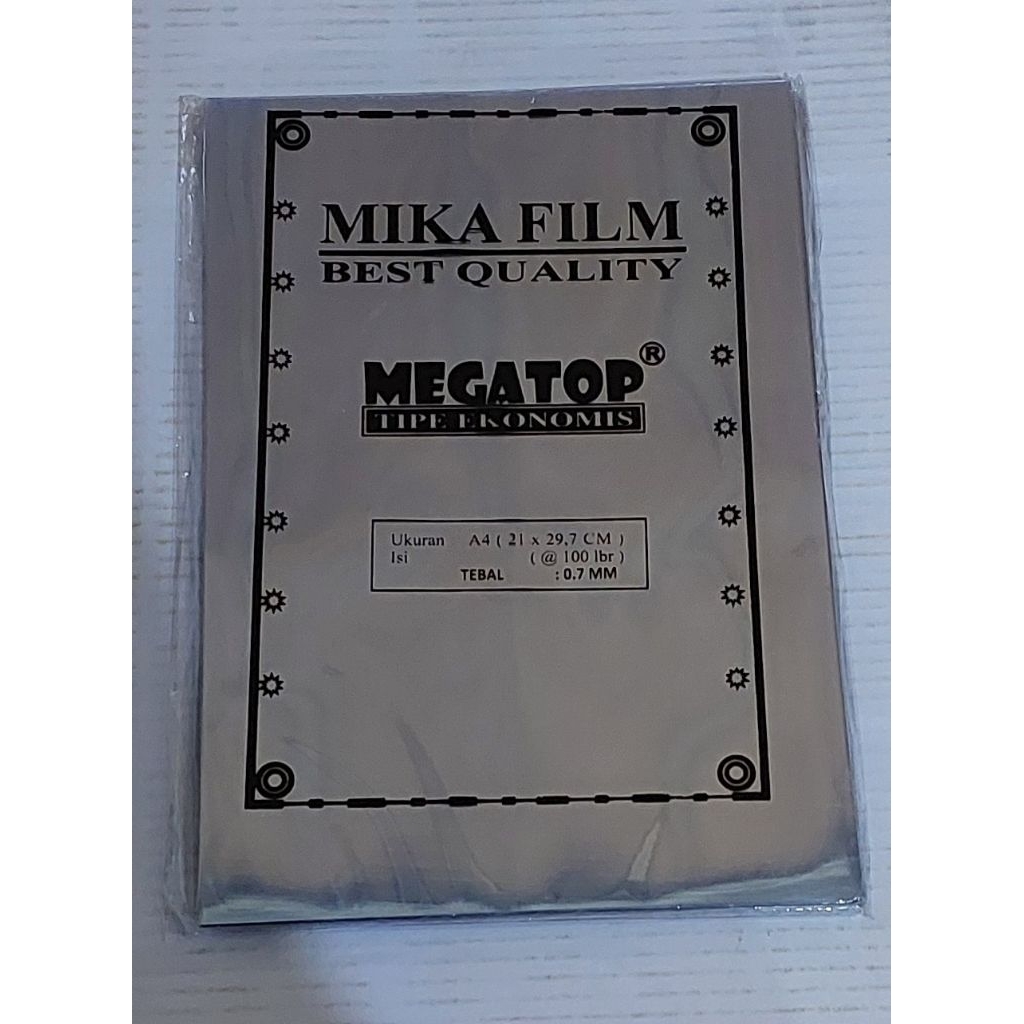 MIKA FILM
BEST QUALITY
MEGATOP®
TIPE EKONOMIS
Ukuran A4 ( 21 x 29,7 CM )
Isi ( @ 100 lbr )
TEBAL : 0.7 MM